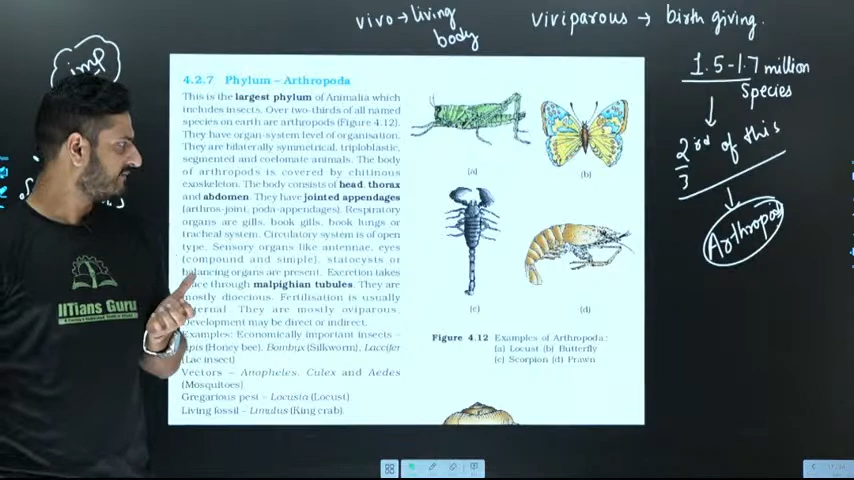 vivo → living
body
viviparous → birth giving.
imp
1.5-1.7 million
Species
2/3 rd of this
Arthropod
4.2.7 Phylum – Arthropoda
This is the largest phylum of Animalia which
includes insects. Over two-thirds of all named
species on earth are arthropods (Figure 4.12).
They have organ-system level of organisation.
They are bilaterally symmetrical, triploblastic,
segmented and coelomate animals. The body
of arthropods is covered by chitinous
exoskeleton. The body consists of head, thorax
and abdomen. They have jointed appendages
(arthros-joint, poda-appendages). Respiratory
organs are gills, book gills, book lungs or
tracheal system. Circulatory system is of open
type. Sensory organs like antennae, eyes
(compound and simple), statocysts or
balancing organs are present. Excretion takes
place through malpighian tubules. They are
mostly dioecious. Fertilisation is usually
ernal They are mostly oviparous.
Development may be direct or indirect.
Examples: Economically important insects –
Apis (Honey bee), Bombyx (Silkworm), Laccifer
(Lac insect)
Vectors – Anopheles, Culex and Aedes
(Mosquitoes)
Gregarious pest – Locusta (Locust)
Living fossil – Limulus (King crab).
(a)
(b)
(c)
(d)
Figure 4.12 Examples of Arthropoda:
(a) Locust (b) Butterfly
(c) Scorpion (d) Prawn
IITians Guru